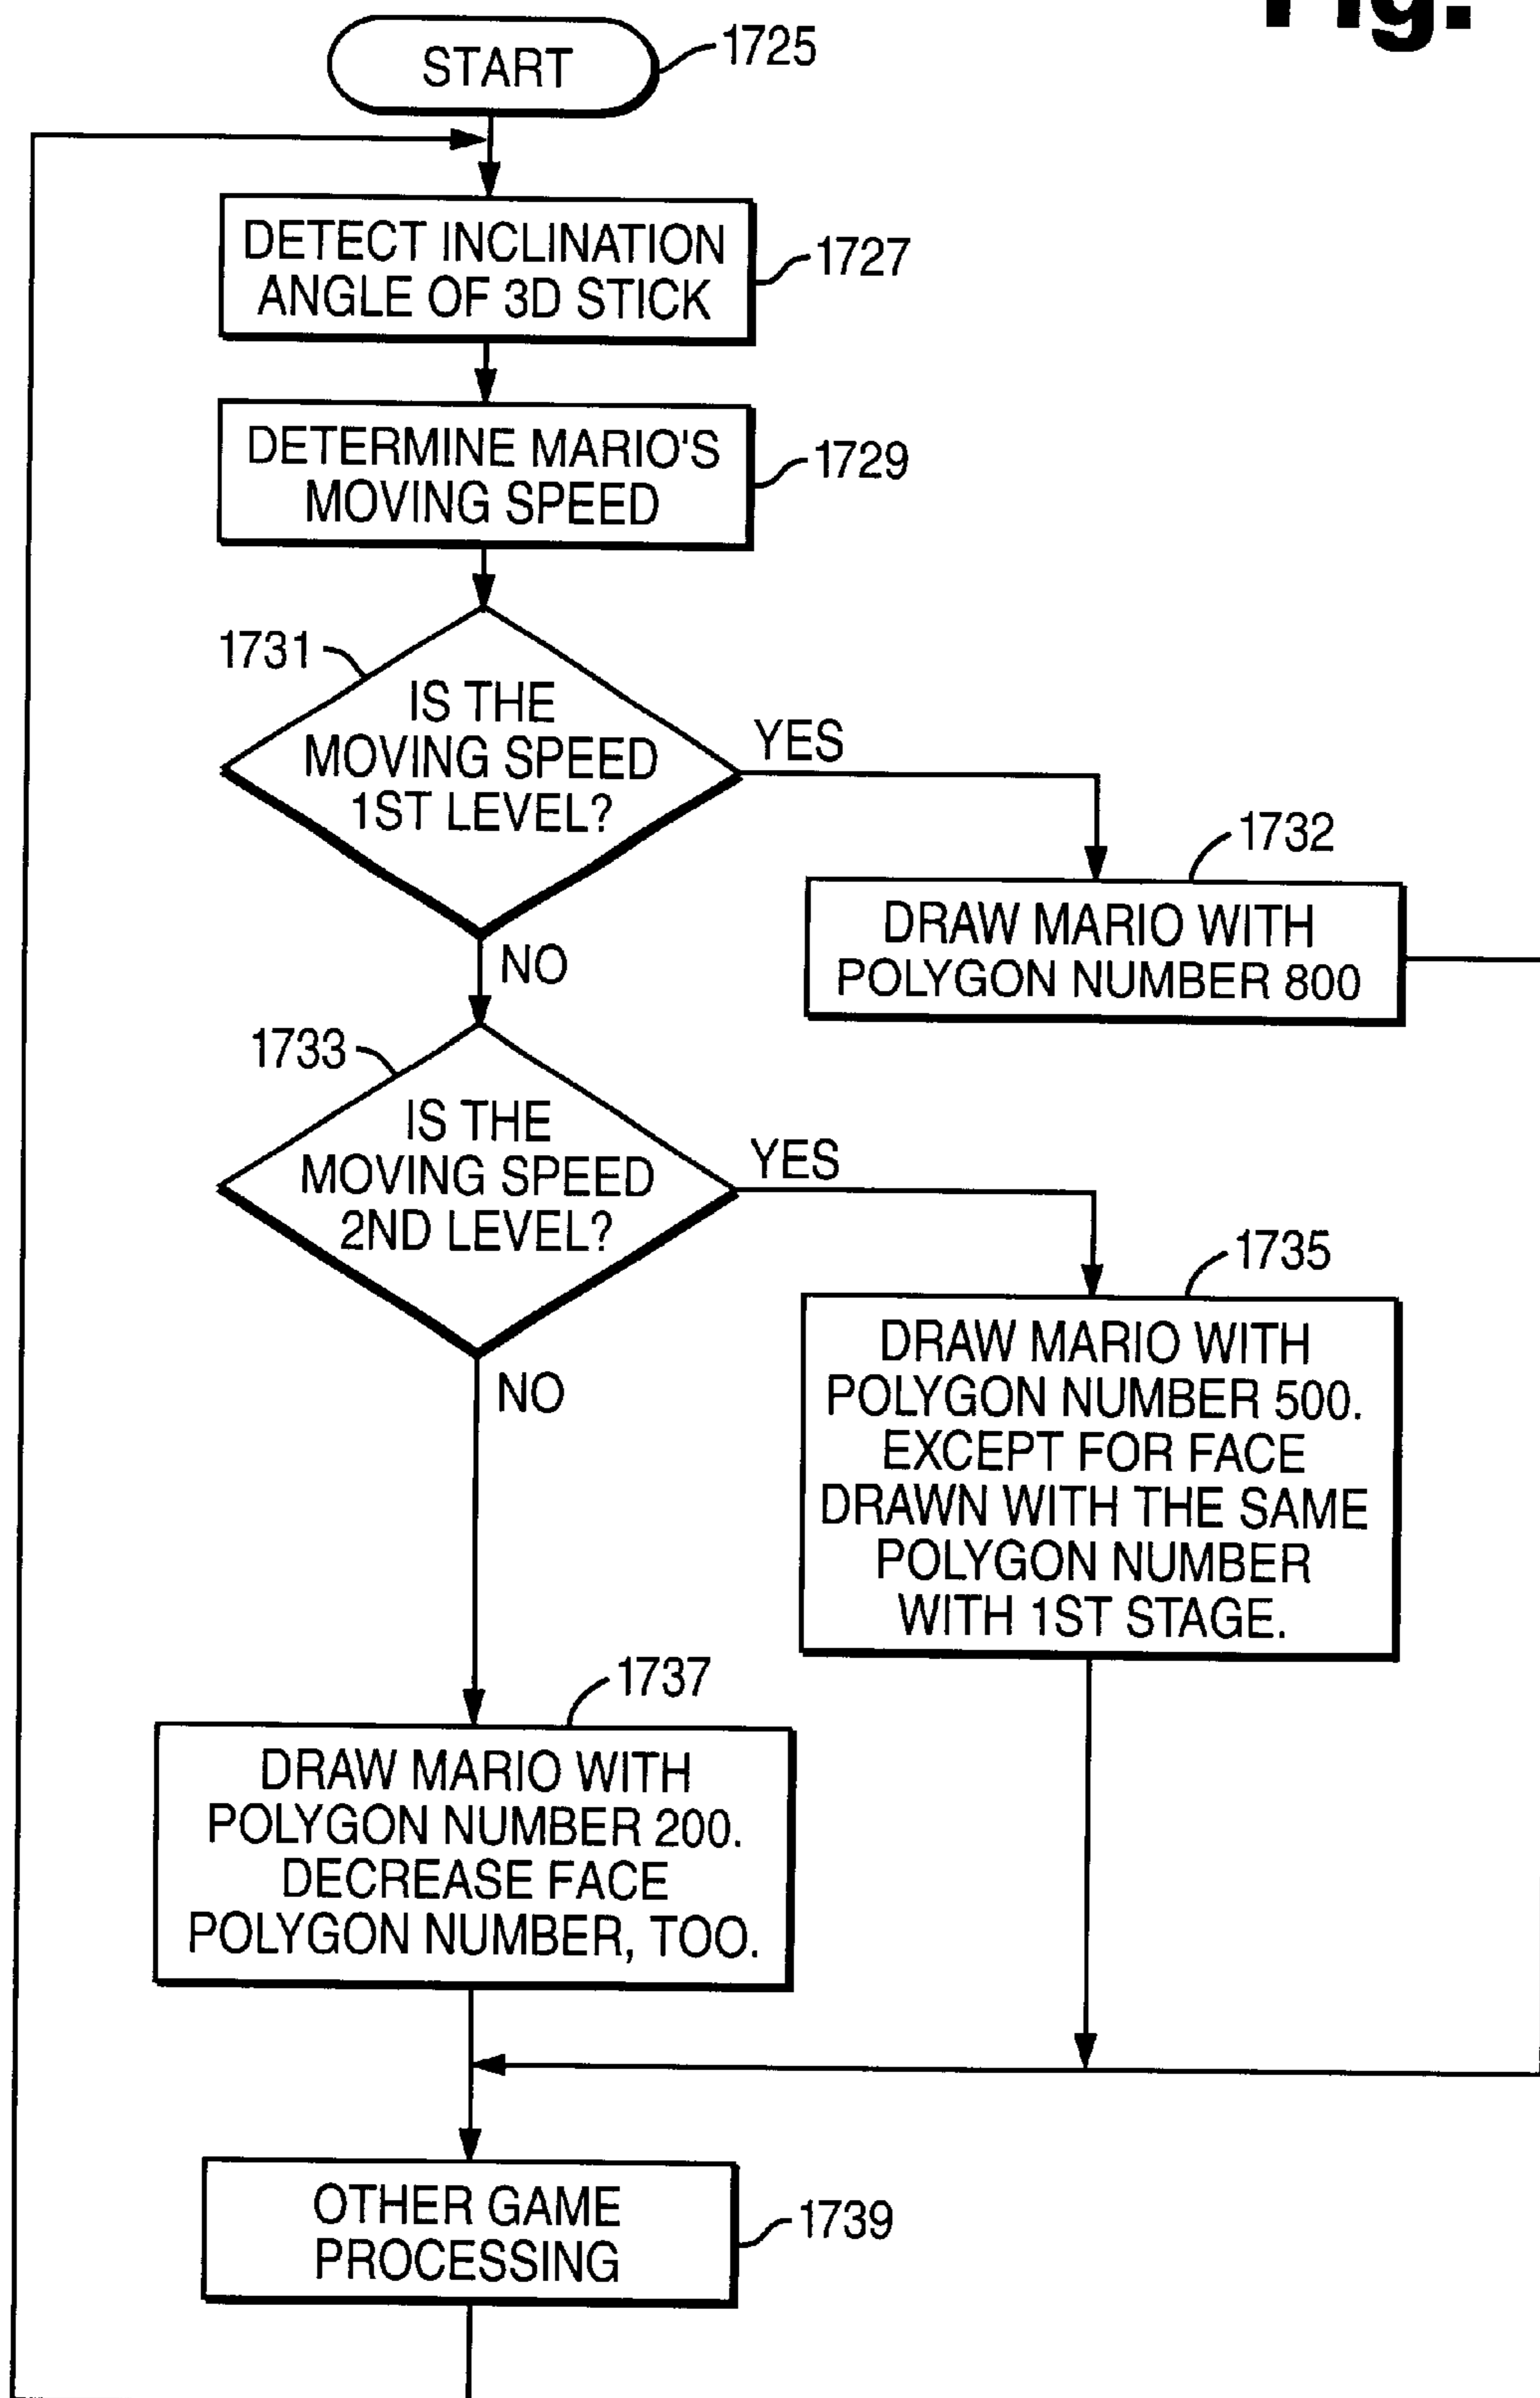 Fig.
START
1725
DETECT INCLINATION
ANGLE OF 3D STICK
1727
DETERMINE MARIO'S
MOVING SPEED
1729
1731
IS THE
MOVING SPEED
1ST LEVEL?
YES
NO
1732
DRAW MARIO WITH
POLYGON NUMBER 800
1733
IS THE
MOVING SPEED
2ND LEVEL?
YES
NO
1735
DRAW MARIO WITH
POLYGON NUMBER 500.
EXCEPT FOR FACE
DRAWN WITH THE SAME
POLYGON NUMBER
WITH 1ST STAGE.
1737
DRAW MARIO WITH
POLYGON NUMBER 200.
DECREASE FACE
POLYGON NUMBER, TOO.
OTHER GAME
PROCESSING
1739